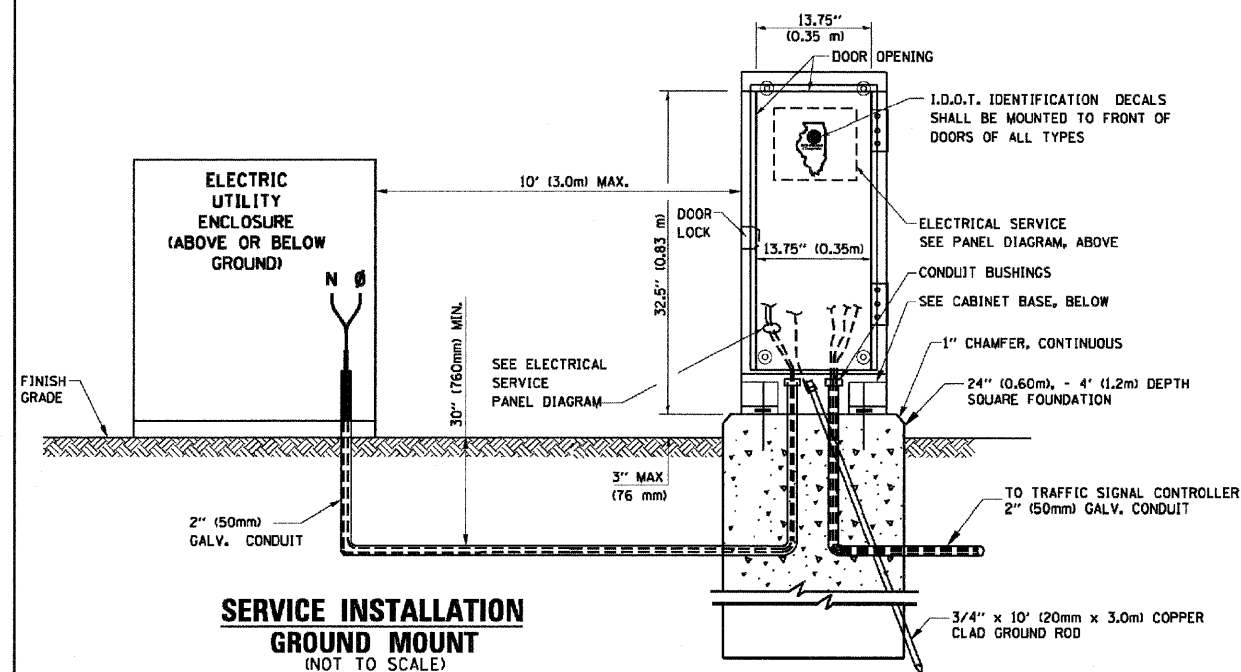 13.75"
(0.35 m)
DOOR OPENING
I.D.O.T. IDENTIFICATION DECALS
SHALL BE MOUNTED TO FRONT OF
DOORS OF ALL TYPES
ELECTRIC
UTILITY
ENCLOSURE
(ABOVE OR BELOW
GROUND)
N Ø
10' (3.0m) MAX.
DOOR
LOCK
32.5" (0.83 m)
13.75" (0.35m)
ELECTRICAL SERVICE
SEE PANEL DIAGRAM, ABOVE
CONDUIT BUSHINGS
SEE CABINET BASE, BELOW
1" CHAMFER, CONTINUOUS
24" (0.60m), - 4' (1.2m) DEPTH
SQUARE FOUNDATION
30" (760mm) MIN.
SEE ELECTRICAL
SERVICE
PANEL DIAGRAM
FINISH
GRADE
3" MAX
(76 mm)
2" (50mm)
GALV. CONDUIT
TO TRAFFIC SIGNAL CONTROLLER
2" (50mm) GALV. CONDUIT
3/4" x 10' (20mm x 3.0m) COPPER
CLAD GROUND ROD
SERVICE INSTALLATION
GROUND MOUNT
(NOT TO SCALE)